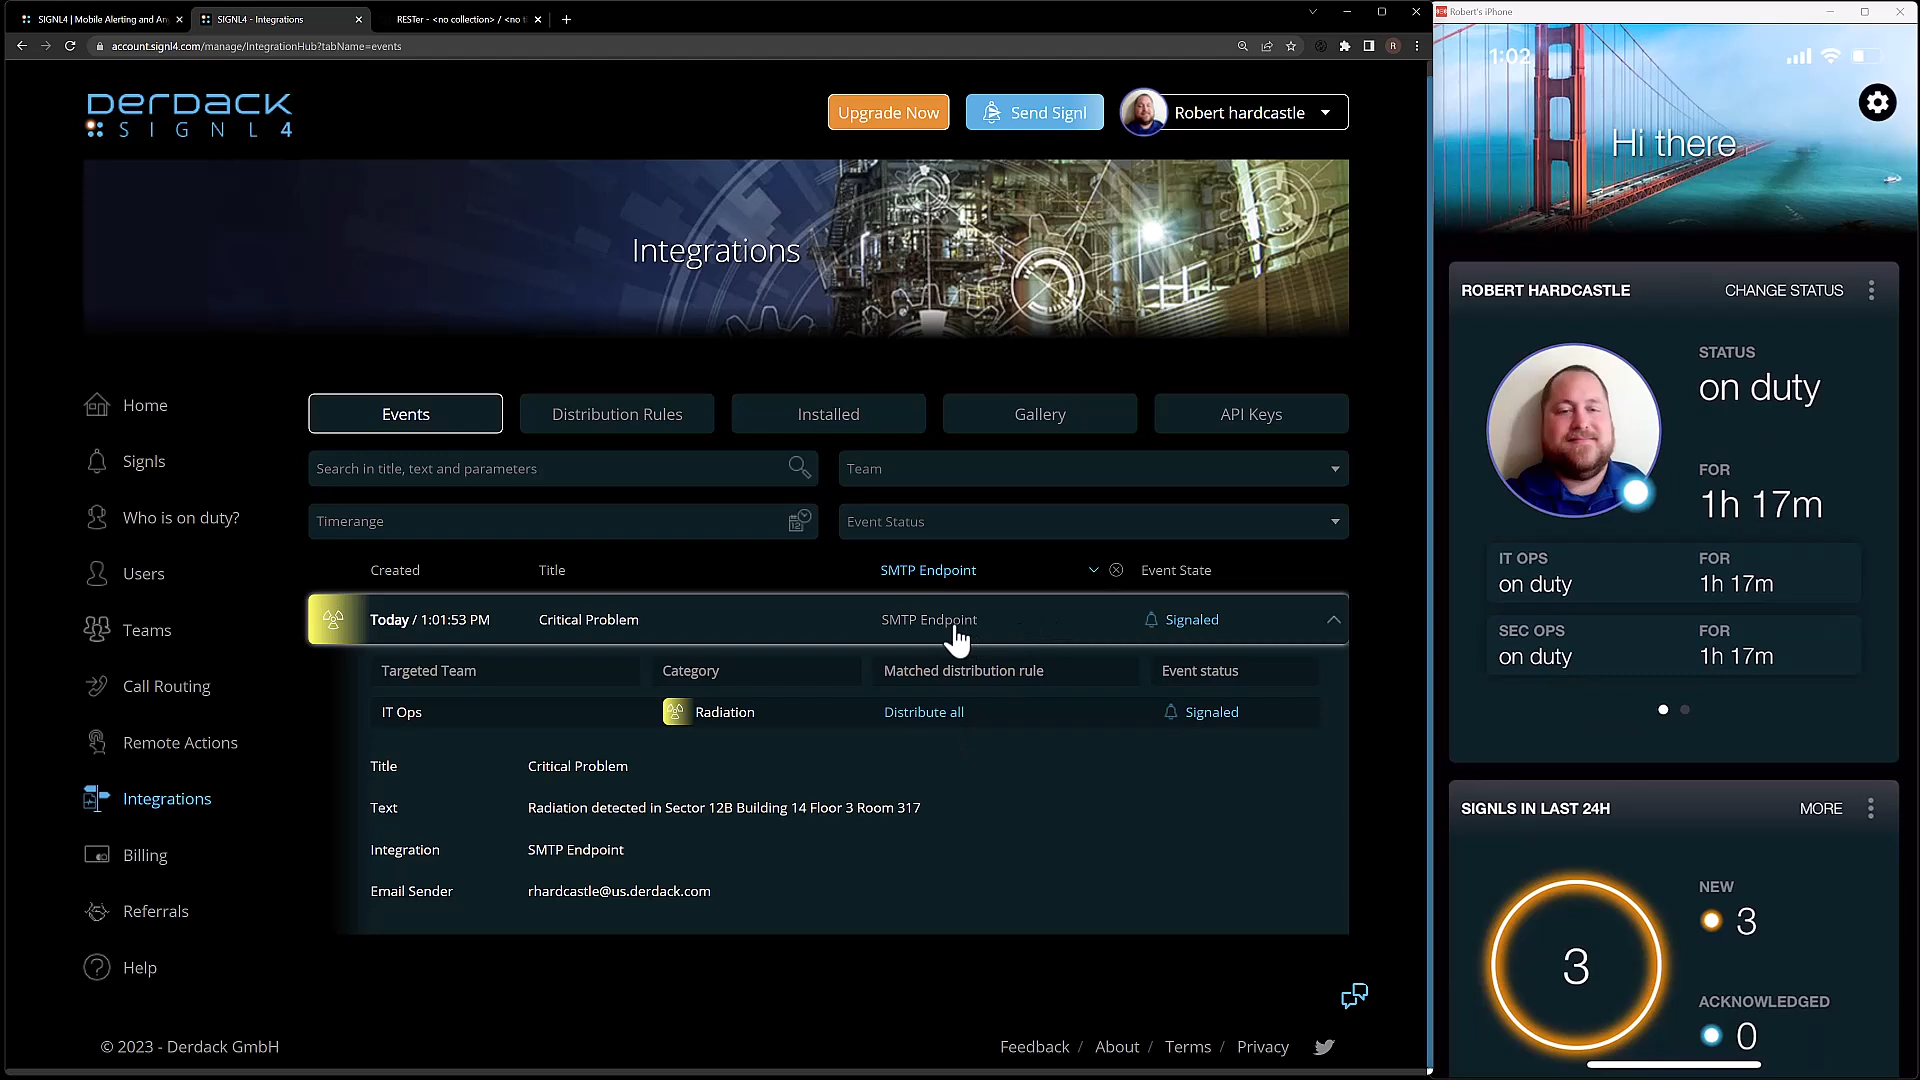 SIGNL4 | Mobile Alerting and An
SIGNL4 - Integrations
RESTer - <no collection> / <no ti
Robert's iPhone
account.signl4.com/manage/IntegrationHub?tabName=events
R
DERDACK
SIGNL4
Upgrade Now
Send Signl
Robert hardcastle
Integrations
Home
Signls
Who is on duty?
Users
Teams
Call Routing
Remote Actions
Integrations
Billing
Referrals
Help
Events
Distribution Rules
Installed
Gallery
API Keys
Search in title, text and parameters
Team
Timerange
12
Event Status
Created
Title
SMTP Endpoint
Event State
Today / 1:01:53 PM
Critical Problem
SMTP Endpoint
Signaled
Targeted Team
Category
Matched distribution rule
Event status
IT Ops
Radiation
Distribute all
Signaled
Title
Critical Problem
Text
Radiation detected in Sector 12B Building 14 Floor 3 Room 317
Integration
SMTP Endpoint
Email Sender
rhardcastle@us.derdack.com
© 2023 - Derdack GmbH
Feedback / About / Terms / Privacy
1:02
Hi there
ROBERT HARDCASTLE
CHANGE STATUS
STATUS
on duty
FOR
1h 17m
IT OPS
FOR
on duty
1h 17m
SEC OPS
FOR
on duty
1h 17m
SIGNLS IN LAST 24H
MORE
3
NEW
3
ACKNOWLEDGED
0